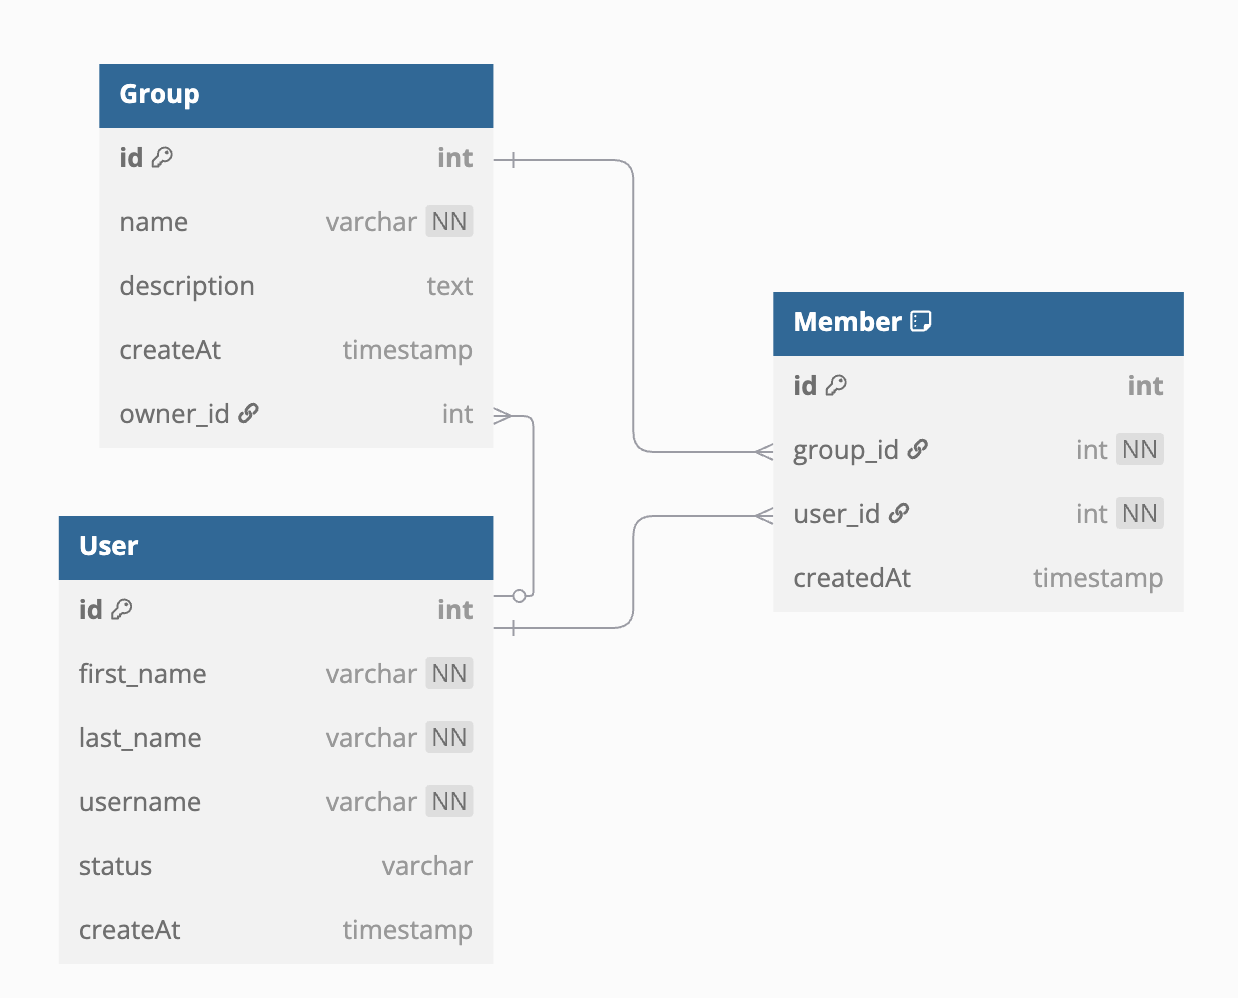 Group
id int
name varchar NN
description text
createAt timestamp
owner_id int
Member
id int
group_id int NN
user_id int NN
createdAt timestamp
User
id int
first_name varchar NN
last_name varchar NN
username varchar NN
status varchar
createAt timestamp